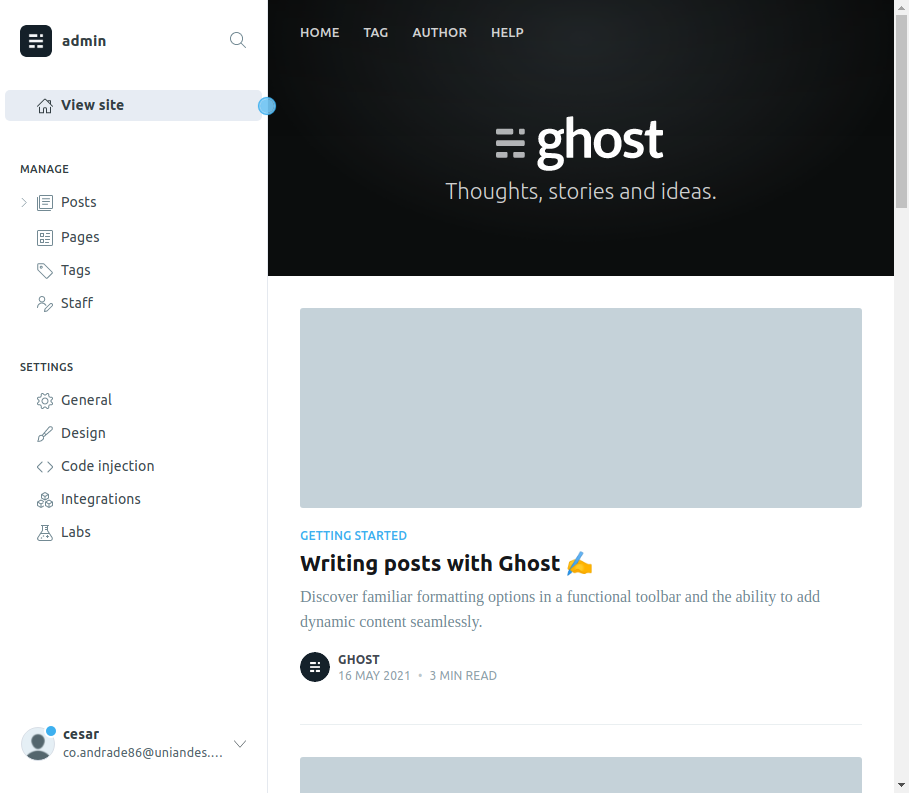 admin
View site
MANAGE
Posts
Pages
Tags
Staff
SETTINGS
General
Design
Code injection
Integrations
Labs
cesar
co.andrade86@uniandes....
HOME TAG AUTHOR HELP
ghost
Thoughts, stories and ideas.
GETTING STARTED
Writing posts with Ghost ✍️
Discover familiar formatting options in a functional toolbar and the ability to add
dynamic content seamlessly.
GHOST
16 MAY 2021 • 3 MIN READ